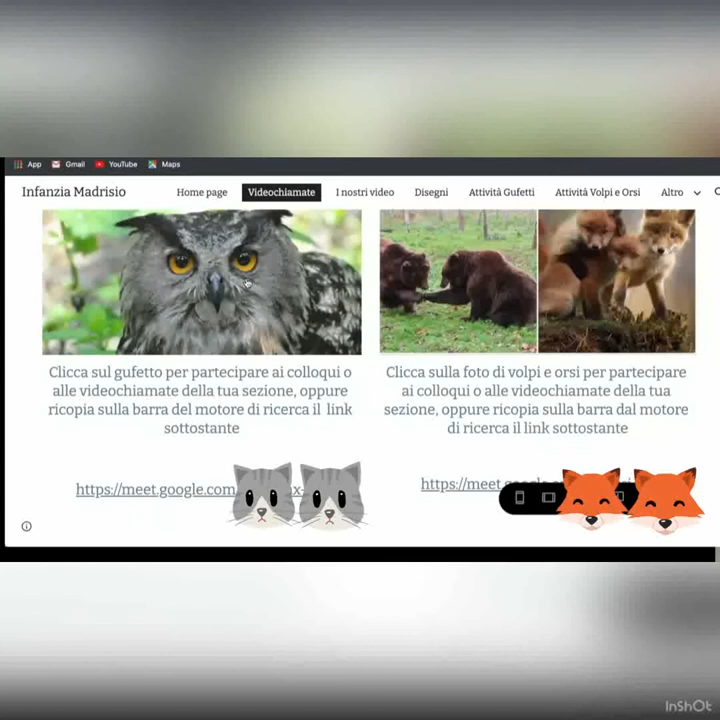 App Gmail YouTube Maps
Infanzia Madrisio Home page Videochiamate I nostri video Disegni Attività Gufetti Attività Volpi e Orsi Altro
Clicca sul gufetto per partecipare ai colloqui o
alle videochiamate della tua sezione, oppure
ricopia sulla barra del motore di ricerca il link
sottostante
https://meet.google.com
Clicca sulla foto di volpi e orsi per partecipare
ai colloqui o alle videochiamate della tua
sezione, oppure ricopia sulla barra dal motore
di ricerca il link sottostante
https://meet.
InShOt